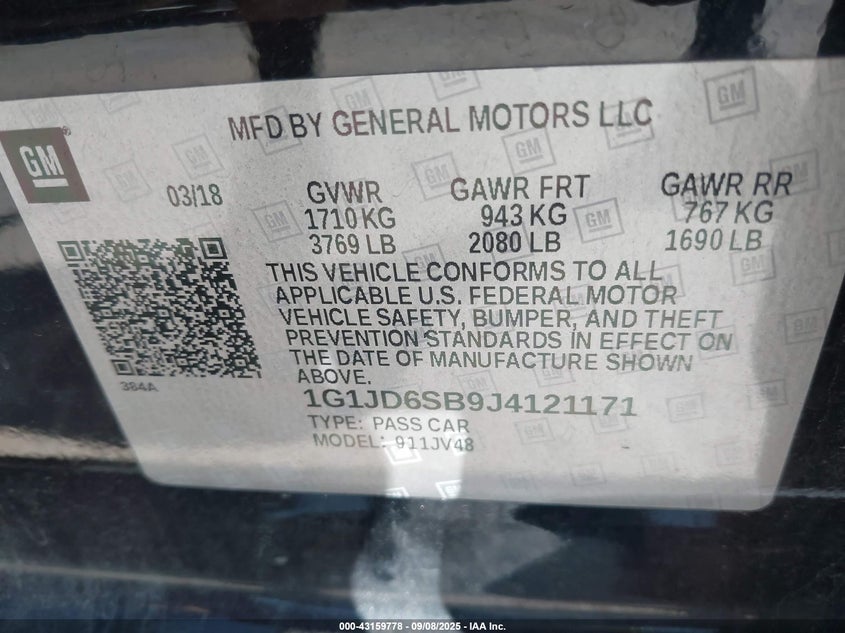 MFD BY GENERAL MOTORS LLC
GM
03/18 GVWR GAWR FRT GAWR RR
1710 KG 943 KG 767 KG
3769 LB 2080 LB 1690 LB
THIS VEHICLE CONFORMS TO ALL
APPLICABLE U.S. FEDERAL MOTOR
VEHICLE SAFETY, BUMPER, AND THEFT
PREVENTION STANDARDS IN EFFECT ON
THE DATE OF MANUFACTURE SHOWN
ABOVE.
384A
1G1JD6SB9J4121171
TYPE: PASS CAR
MODEL: 911JV48
000-43159778 - 09/08/2025 - IAA Inc.